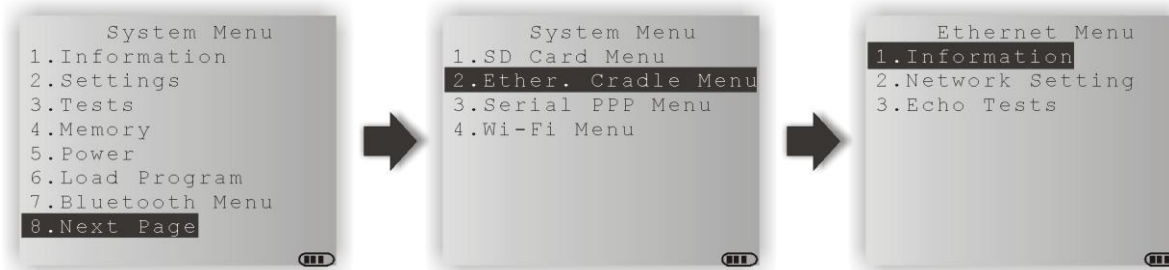 System Menu
1.Information
2.Settings
3.Tests
4.Memory
5.Power
6.Load Program
7.Bluetooth Menu
8.Next Page
System Menu
1.SD Card Menu
2.Ether. Cradle Menu
3.Serial PPP Menu
4.Wi-Fi Menu
Ethernet Menu
1.Information
2.Network Setting
3.Echo Tests